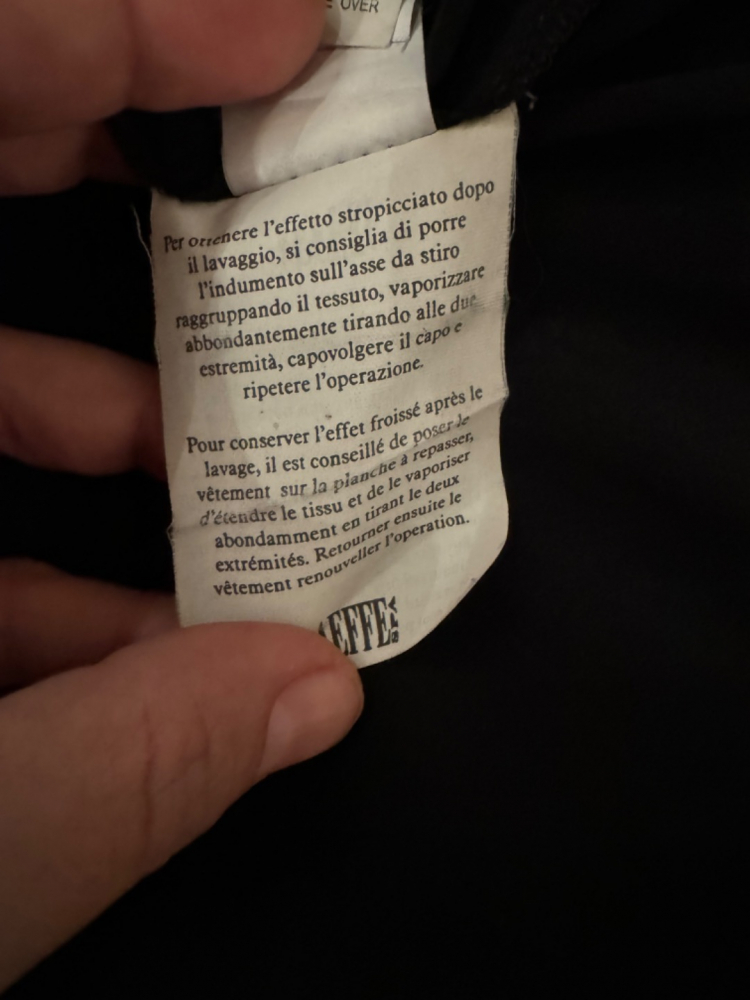 OVER
Per ottenere l'effetto stropicciato dopo
il lavaggio, si consiglia di porre
l'indumento sull'asse da stiro
raggruppando il tessuto, vaporizzare
abbondantemente tirando alle due
estremità, capovolgere il capo e
ripetere l'operazione.
Pour conserver l'effet froissé après le
lavage, il est conseillé de poser le
vêtement sur la planche à repasser,
d'étendre le tissu et de le vaporiser
abondamment en tirant le deux
extrémités. Retourner ensuite le
vêtement renouveller l'operation.
EFFE